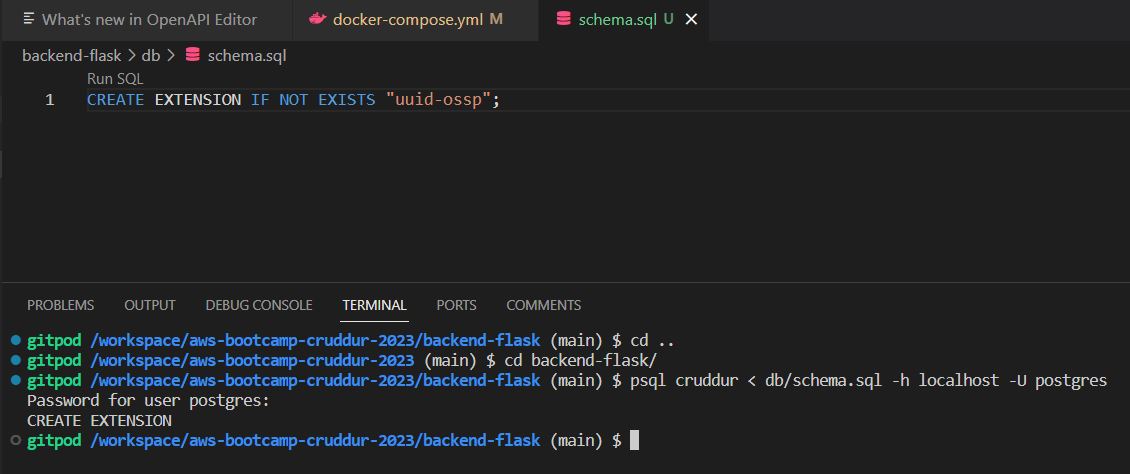 What's new in OpenAPI Editor docker-compose.yml M schema.sql U
backend-flask > db > schema.sql
Run SQL
1 CREATE EXTENSION IF NOT EXISTS "uuid-ossp";
PROBLEMS OUTPUT DEBUG CONSOLE TERMINAL PORTS COMMENTS
gitpod /workspace/aws-bootcamp-cruddur-2023/backend-flask (main) $ cd ..
gitpod /workspace/aws-bootcamp-cruddur-2023 (main) $ cd backend-flask/
gitpod /workspace/aws-bootcamp-cruddur-2023/backend-flask (main) $ psql cruddur < db/schema.sql -h localhost -U postgres
Password for user postgres:
CREATE EXTENSION
gitpod /workspace/aws-bootcamp-cruddur-2023/backend-flask (main) $